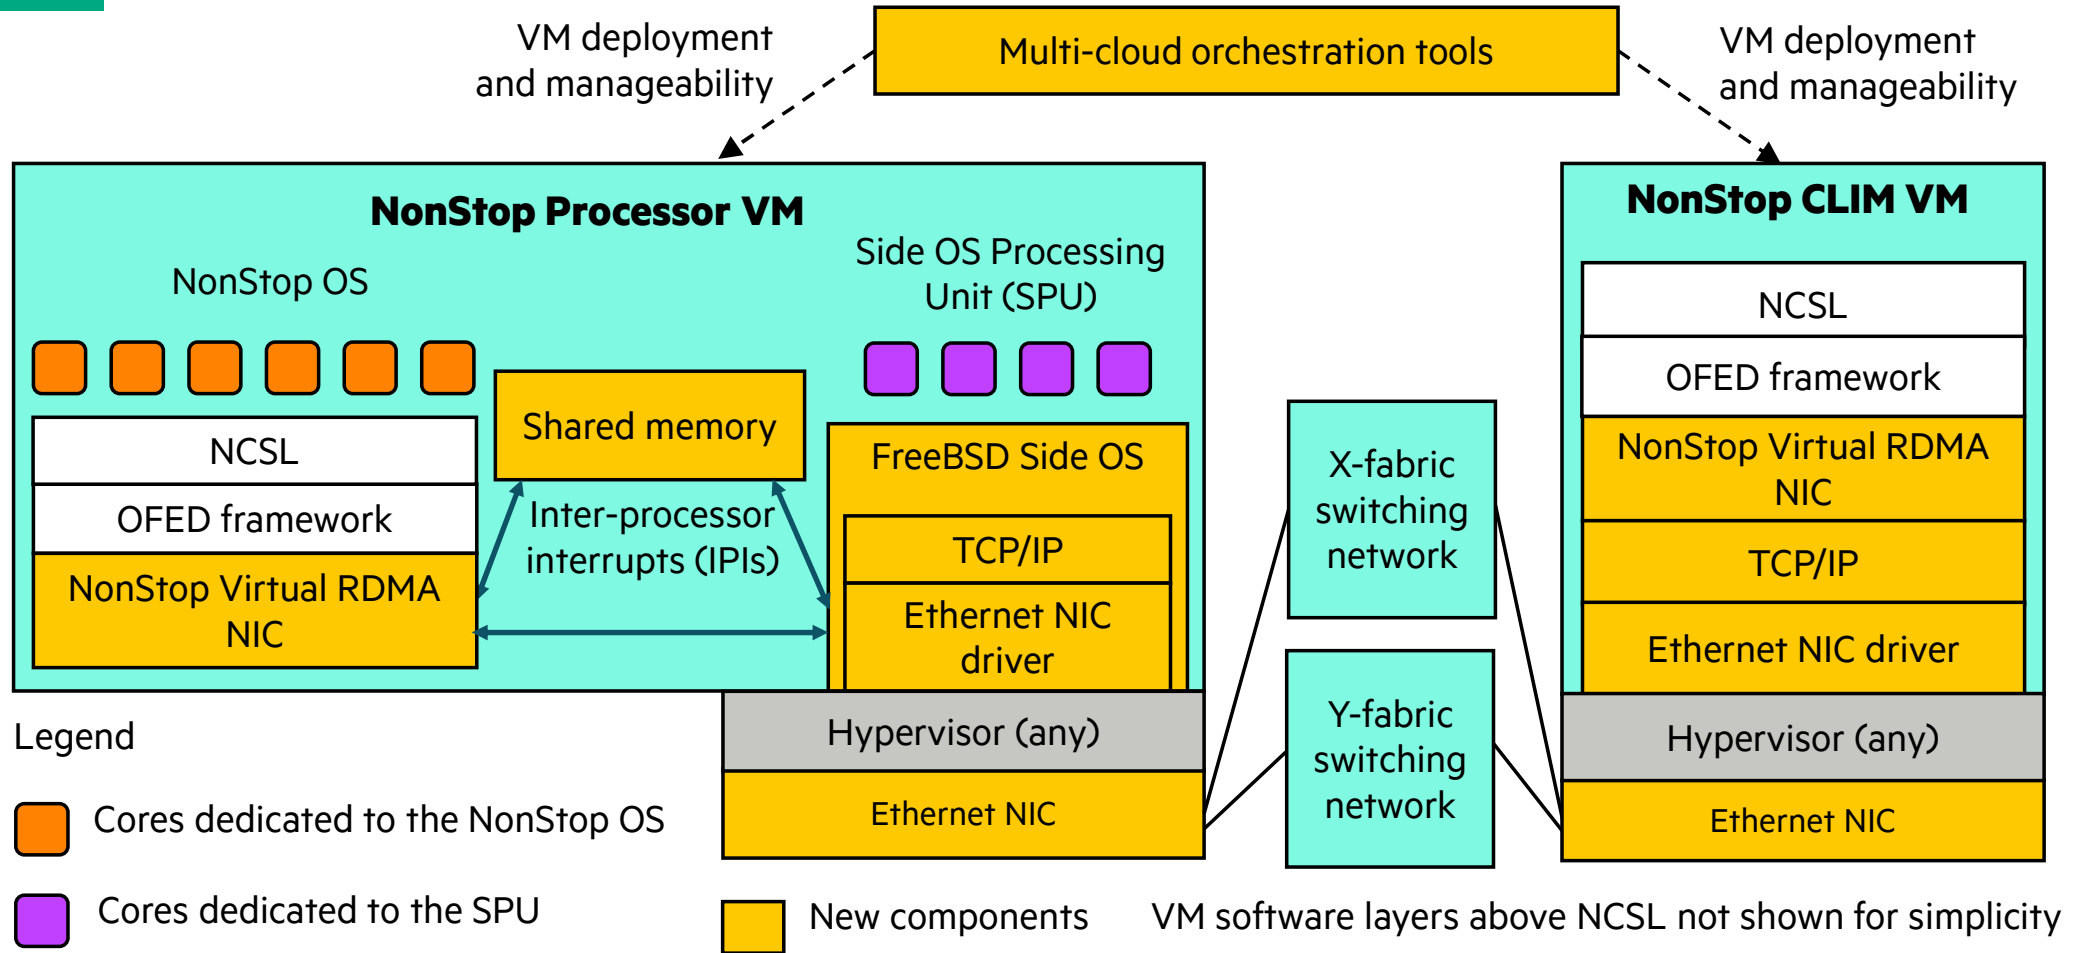 VM deployment
and manageability
Multi-cloud orchestration tools
VM deployment
and manageability
NonStop Processor VM
NonStop OS
Side OS Processing
Unit (SPU)
NCSL
OFED framework
NonStop Virtual RDMA
NIC
Shared memory
Inter-processor
interrupts (IPIs)
FreeBSD Side OS
TCP/IP
Ethernet NIC
driver
Hypervisor (any)
Ethernet NIC
X-fabric
switching
network
Y-fabric
switching
network
NonStop CLIM VM
NCSL
OFED framework
NonStop Virtual RDMA
NIC
TCP/IP
Ethernet NIC driver
Hypervisor (any)
Ethernet NIC
Legend
Cores dedicated to the NonStop OS
Cores dedicated to the SPU
New components
VM software layers above NCSL not shown for simplicity